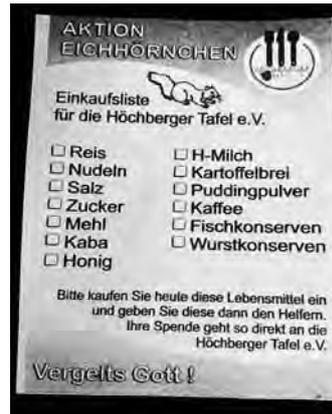 AKTION
EICHHÖRNCHEN
Einkaufsliste
für die Höchberger Tafel e.V.
Reis
Nudeln
Salz
Zucker
Mehl
Kaba
Honig
H-Milch
Kartoffelbrei
Puddingpulver
Kaffee
Fischkonserven
Wurstkonserven
Bitte kaufen Sie heute diese Lebensmittel ein
und geben Sie diese dann den Helfern.
Ihre Spende geht so direkt an die
Höchberger Tafel e.V.
Vergelts Gott !